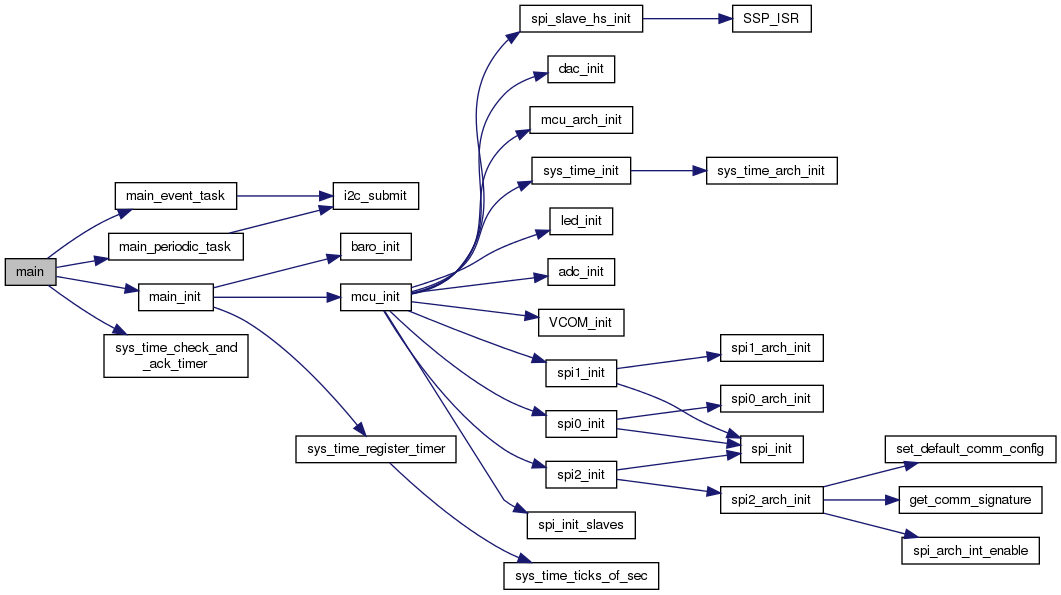 spi_slave_hs_init
SSP_ISR
dac_init
mcu_arch_init
sys_time_init
sys_time_arch_init
main_event_task
i2c_submit
led_init
main_periodic_task
baro_init
main
adc_init
main_init
mcu_init
VCOM_init
sys_time_check_and
_ack_timer
spi1_arch_init
spi1_init
spi0_arch_init
spi0_init
sys_time_register_timer
spi_init
set_default_comm_config
spi2_init
spi2_arch_init
get_comm_signature
spi_init_slaves
spi_arch_int_enable
sys_time_ticks_of_sec